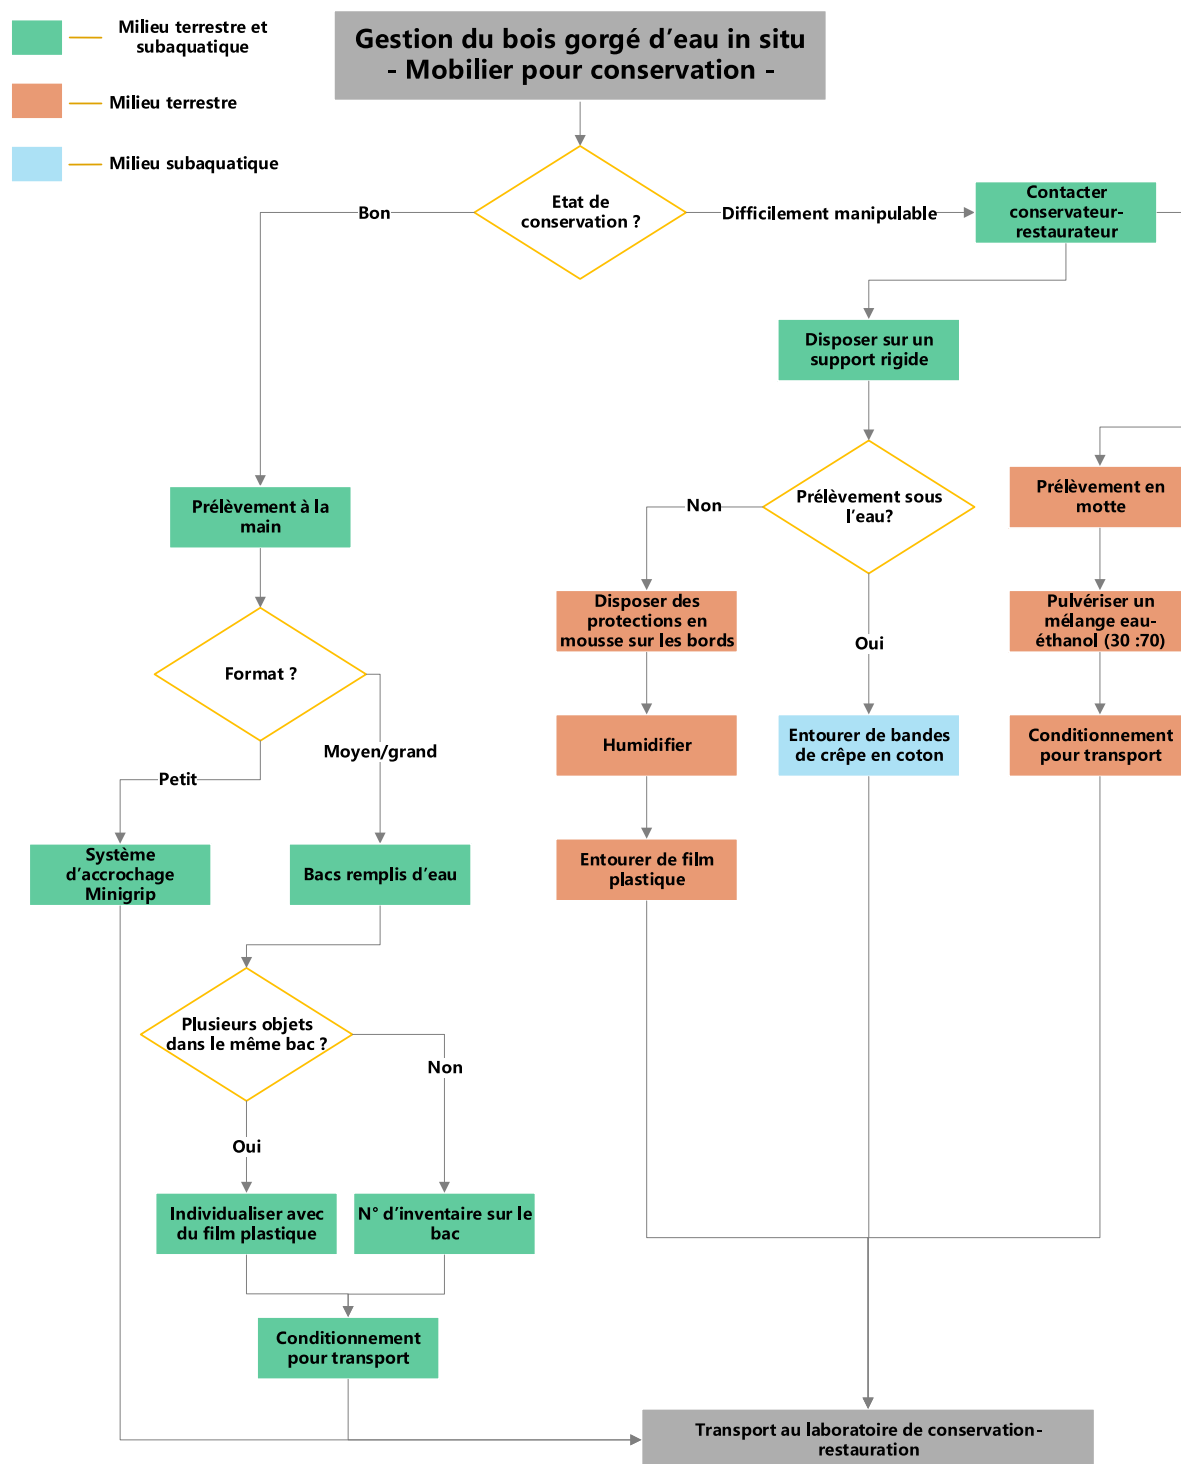 Milieu terrestre et
subaquatique
Milieu terrestre
Milieu subaquatique
Gestion du bois gorgé d'eau in situ
- Mobilier pour conservation -
Etat de
conservation ?
Bon
Difficilement manipulable
Contacter
conservateur-
restaurateur
Disposer sur un
support rigide
Prélèvement à la
main
Prélèvement sous
l'eau?
Non
Oui
Prélèvement en
motte
Disposer des
protections en
mousse sur les bords
Pulvériser un
mélange eau-
éthanol (30 :70)
Format ?
Moyen/grand
Petit
Humidifier
Entourer de bandes
de crêpe en coton
Conditionnement
pour transport
Système
d'accrochage
Minigrip
Bacs remplis d'eau
Entourer de film
plastique
Plusieurs objets
dans le même bac ?
Non
Oui
Individualiser avec
du film plastique
N° d'inventaire sur le
bac
Conditionnement
pour transport
Transport au laboratoire de conservation-
restauration